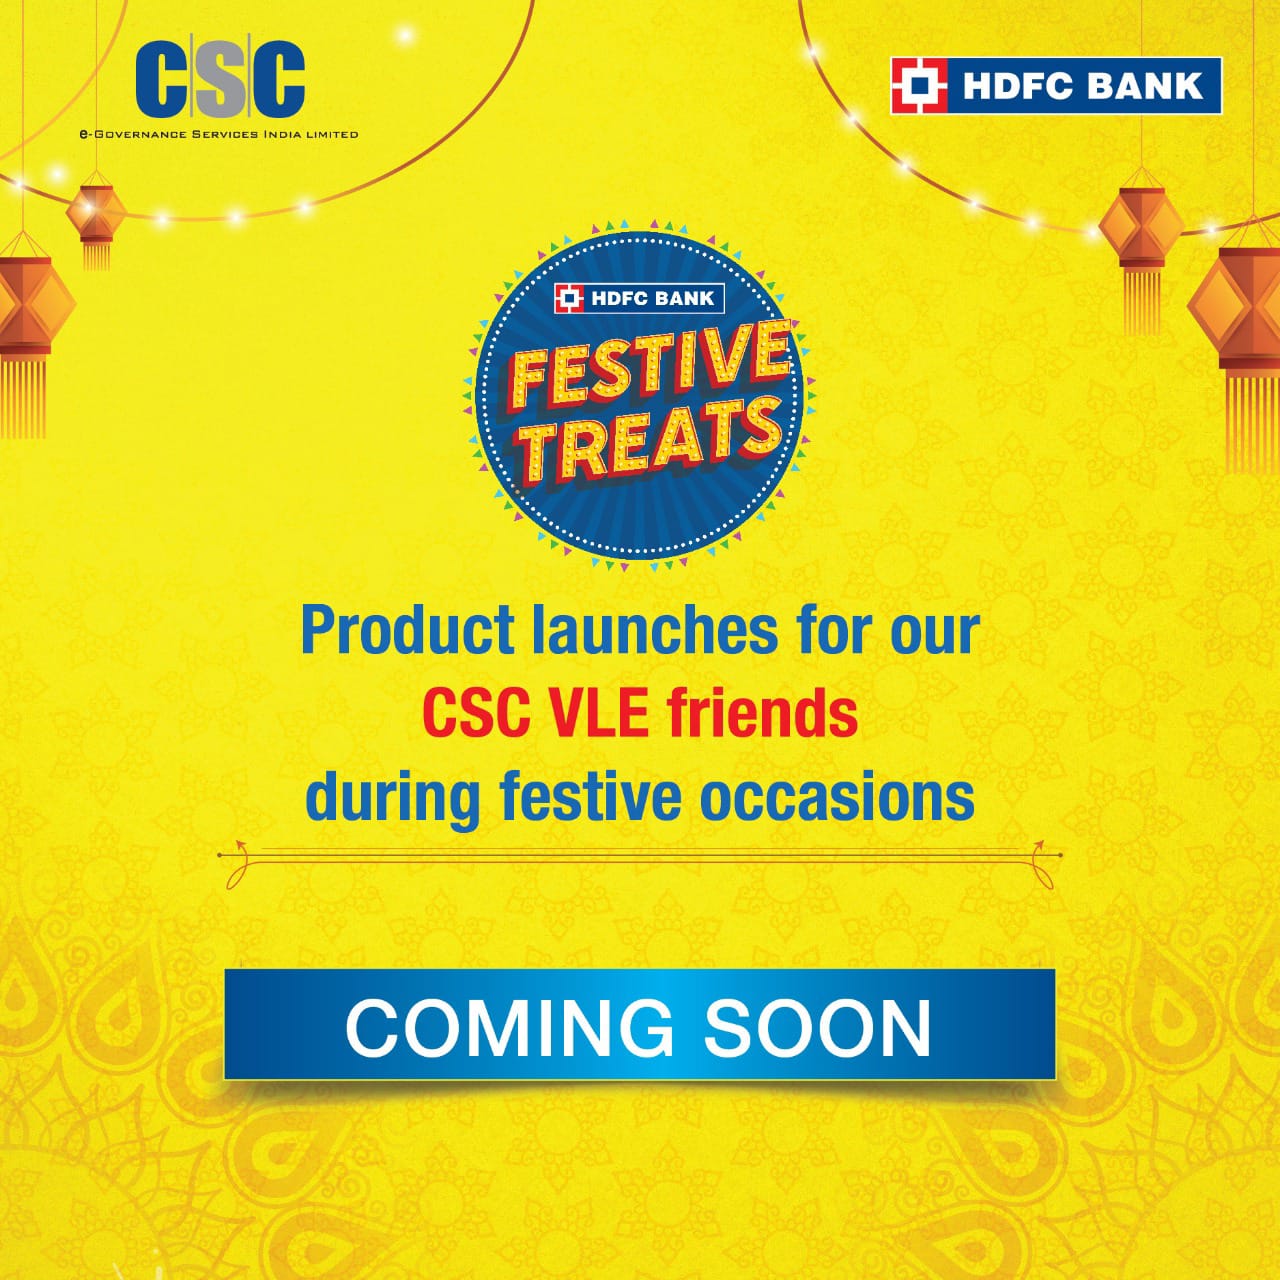 CSC
e-Governance Services India Limited
HDFC BANK
HDFC BANK
FESTIVE
TREATS
Product launches for our
CSC VLE friends
during festive occasions
COMING SOON